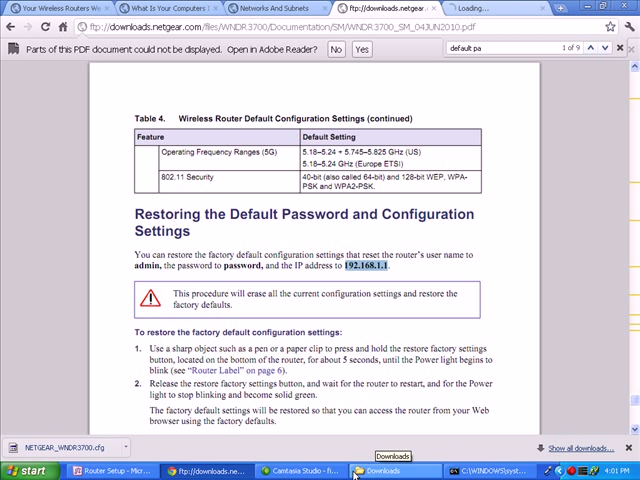 Your Wireless Routers We
What Is Your Computers I
Networks And Subnets
ftp://downloads.netgear.
Loading...
ftp://downloads.netgear.com/files/WNDR3700/Documentation/SM/WNDR3700_SM_04JUN2010.pdf
Parts of this PDF document could not be displayed. Open in Adobe Reader? No Yes
default pa 1 of 9
Table 4. Wireless Router Default Configuration Settings (continued)
Feature Default Setting
Operating Frequency Ranges (5G) 5.18–5.24 + 5.745–5.825 GHz (US)
5.18–5.24 GHz (Europe ETSI)
802.11 Security 40-bit (also called 64-bit) and 128-bit WEP, WPA-
PSK and WPA2-PSK.
Restoring the Default Password and Configuration
Settings
You can restore the factory default configuration settings that reset the router's user name to
admin, the password to password, and the IP address to 192.168.1.1.
This procedure will erase all the current configuration settings and restore the
factory defaults.
To restore the factory default configuration settings:
1. Use a sharp object such as a pen or a paper clip to press and hold the restore factory settings
button, located on the bottom of the router, for about 5 seconds, until the Power light begins to
blink (see “Router Label” on page 6).
2. Release the restore factory settings button, and wait for the router to restart, and for the Power
light to stop blinking and become solid green.
The factory default settings will be restored so that you can access the router from your Web
browser using the factory defaults.
NETGEAR_WNDR3700.cfg
Downloads
Show all downloads...
start
Router Setup - Micr...
ftp://downloads.ne...
Camtasia Studio - fi...
Downloads
C:\WINDOWS\syst...
4:01 PM